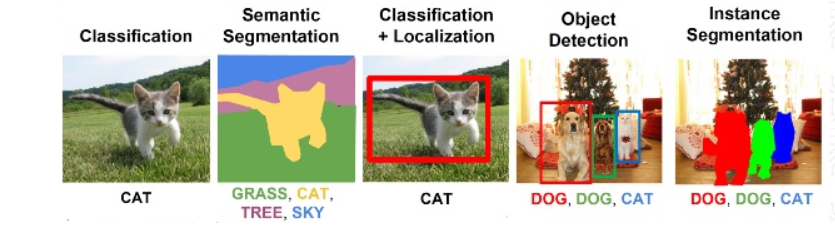 Classification
CAT
Semantic
Segmentation
GRASS, CAT,
TREE, SKY
Classification
+ Localization
CAT
Object
Detection
DOG, DOG, CAT
Instance
Segmentation
DOG, DOG, CAT